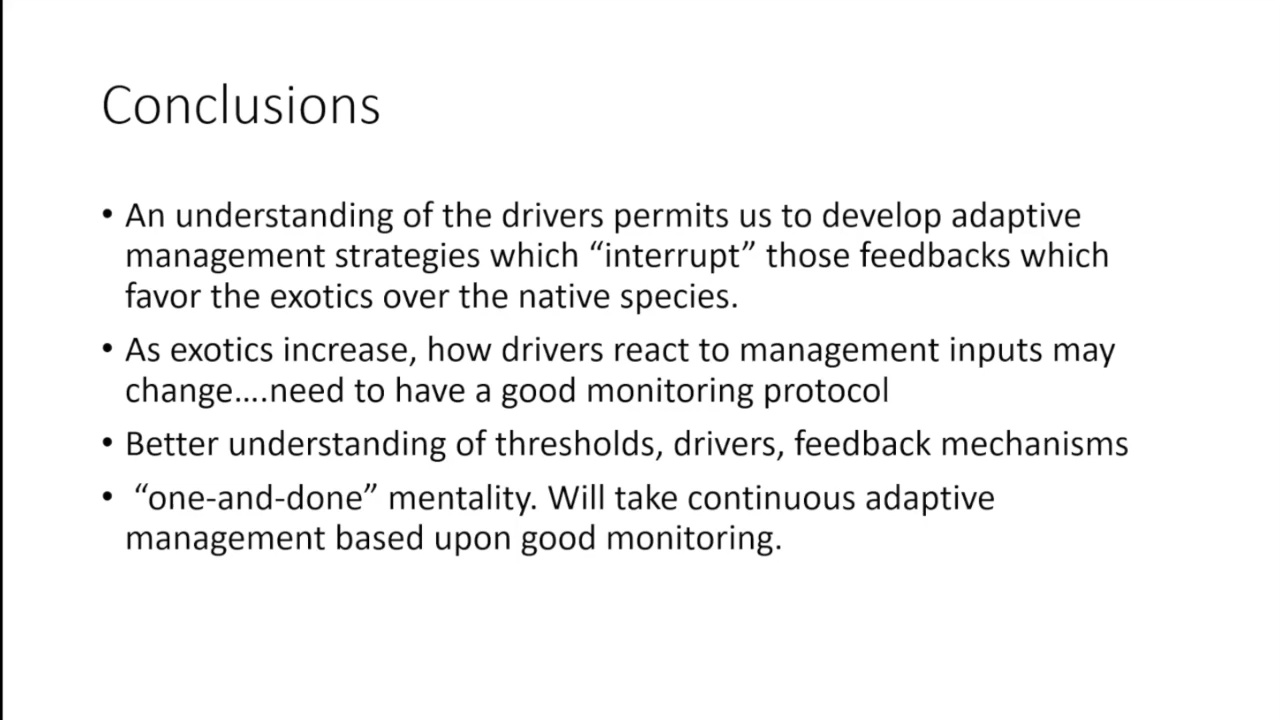 Conclusions
• An understanding of the drivers permits us to develop adaptive
management strategies which “interrupt” those feedbacks which
favor the exotics over the native species.
• As exotics increase, how drivers react to management inputs may
change....need to have a good monitoring protocol
• Better understanding of thresholds, drivers, feedback mechanisms
• “one-and-done” mentality. Will take continuous adaptive
management based upon good monitoring.